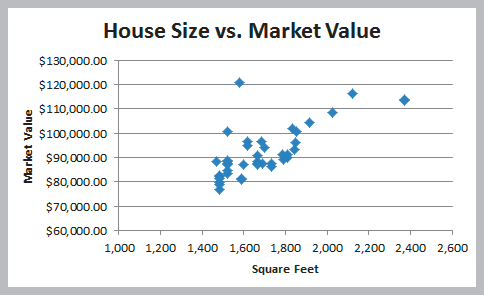 House Size vs. Market Value
$130,000.00
$120,000.00
$110,000.00
$100,000.00
$90,000.00
$80,000.00
$70,000.00
$60,000.00
Market Value
1,000 1,200 1,400 1,600 1,800 2,000 2,200 2,400 2,600
Square Feet